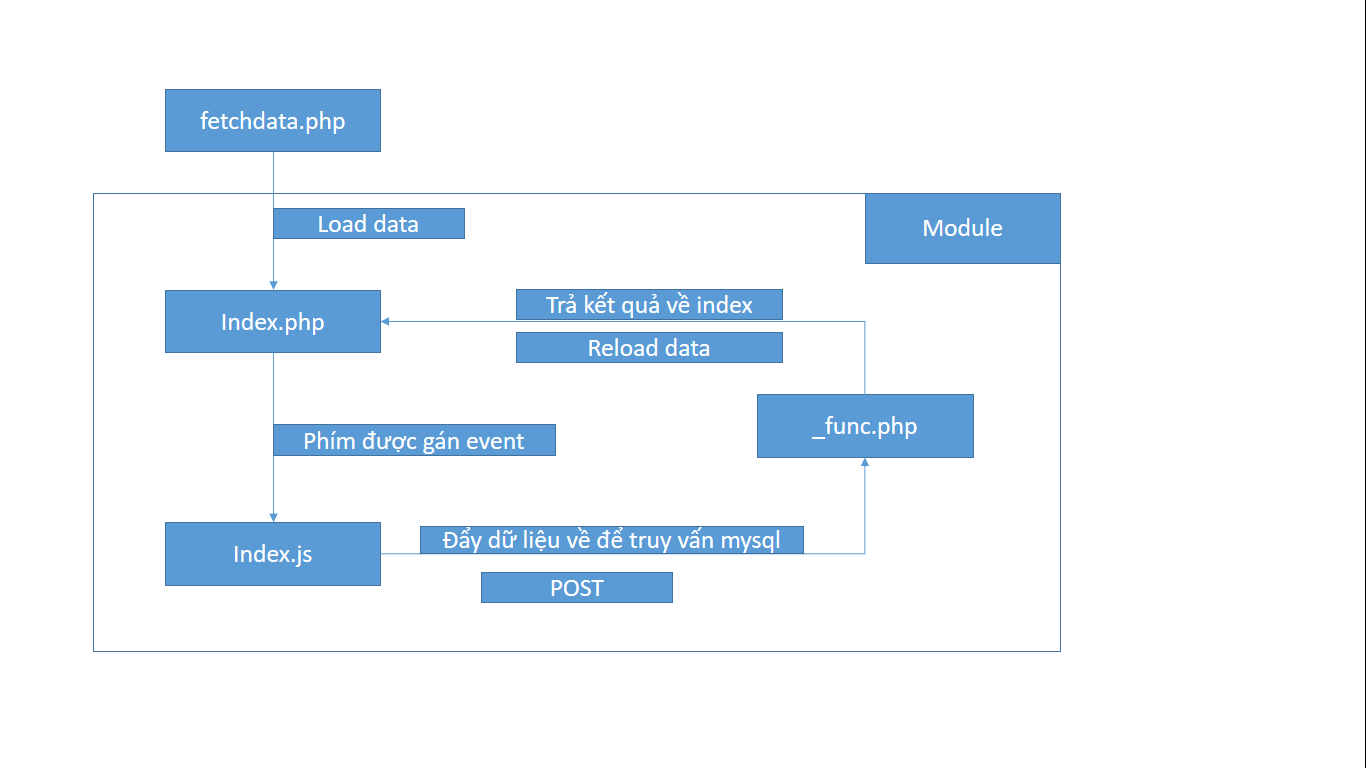 fetchdata.php
Load data
Module
Trả kết quả về index
Index.php
Reload data
_func.php
Phím được gán event
Đẩy dữ liệu về để truy vấn mysql
Index.js
POST